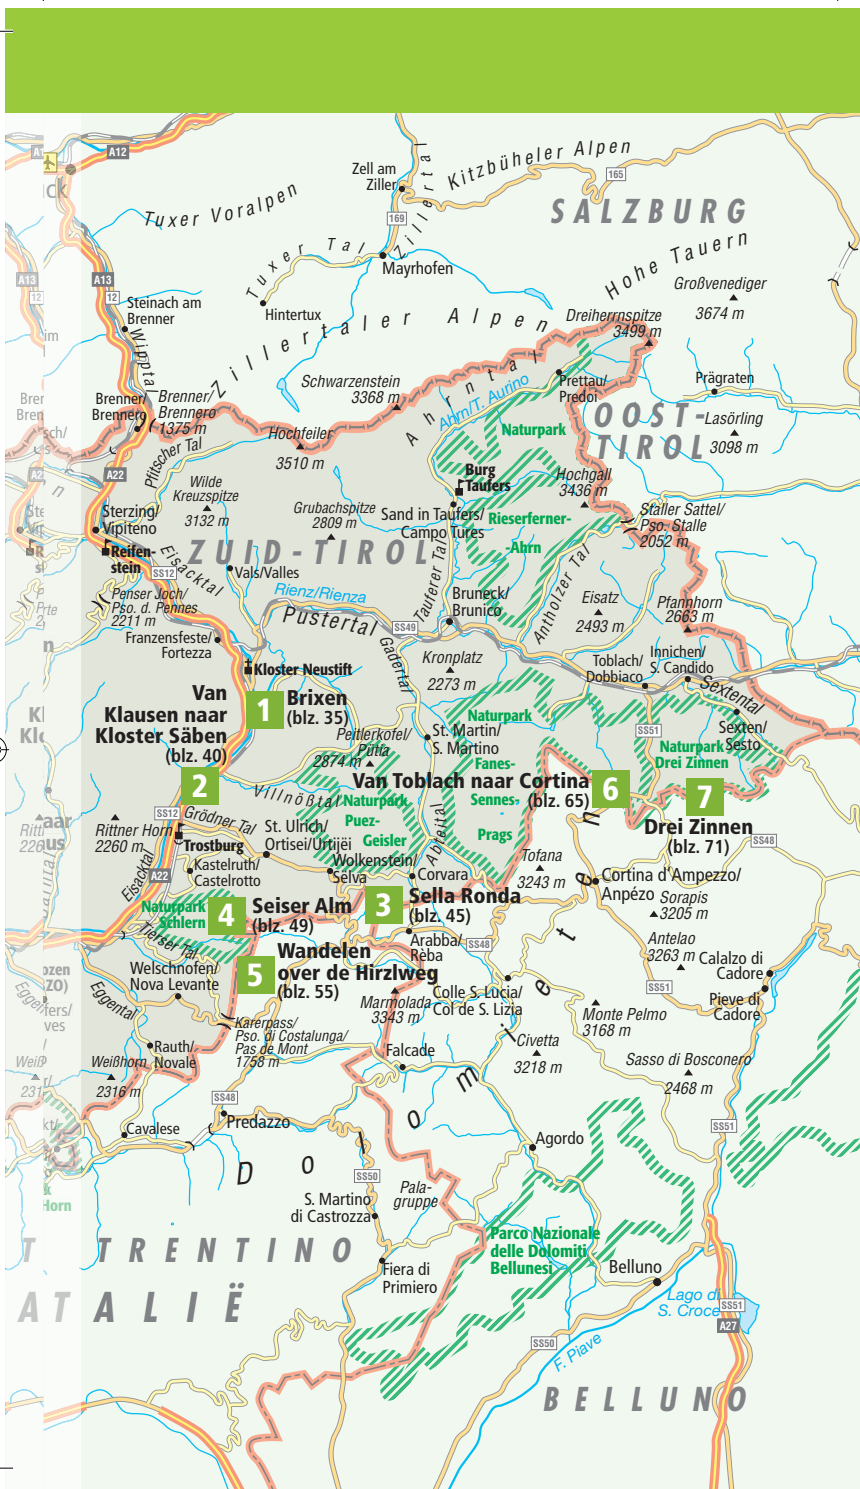 A12
Zell am
Ziller
Kitzbüheler Alpen
165
Tuxer Voralpen
169
Zillertal
SALZBURG
Tuxer Tal
Mayrhofen
Hohe Tauern
A13
A13
12
12
Steinach am
Brenner
Hintertux
Großvenediger
3674 m
Wipptal
Zillertaler Alpen
Dreiherrnspitze
3499 m
Schwarzenstein
3368 m
Ahrntal
Ahrn/T. Aurino
Prettau/
Predoi
Prägraten
Brenner/
Brennero
Brenner/
Brennero
1375 m
OOST-
TIROL
Lasörling
3098 m
Hochfeiler
3510 m
Naturpark
Pfitscher Tal
A22
Burg
Taufers
Hochgall
3436 m
Wilde
Kreuzspitze
3132 m
Grubachspitze
2809 m
Sand in Taufers/
Campo Tures
Rieserferner-
-Ahrn
Staller Sattel/
Pso. Stalle
2052 m
Sterzing/
Vipiteno
Reifen-
stein
Eisacktal
ZUID-TIROL
SS12
Vals/Valles
Rienz/Rienza
Tauferer Tal
Antholzer Tal
Penser Joch/
Pso. d. Pennes
2211 m
Pustertal
SS49
Bruneck/
Brunico
Eisatz
2493 m
Pfannhorn
2663 m
Franzensfeste/
Fortezza
Gadertal
Kronplatz
2273 m
Toblach/
Dobbiaco
Innichen/
S. Candido
Kloster Neustift
Sextental
Van
Klausen naar
Kloster Säben
(blz. 40)
1
Brixen
(blz. 35)
Naturpark
Fanes-
Sennes,
Prags
SS51
Sexten/
Sesto
Peitlerkofel/
Pütia
2874 m
St. Martin/
S. Martino
Naturpark
Drei Zinnen
2
Villnößtal
Van Toblach naar Cortina
(blz. 65)
6
7
Drei Zinnen
(blz. 71)
Naturpark
Puez-
Geisler
SS12
Grödner Tal
Rittner Horn
2260 m
Trostburg
St. Ulrich/
Ortisei/Urtijëi
Abtertal
SS48
Eisacktal
A22
Kastelruth/
Castelrotto
Wolkenstein/
Sëlva
Corvara
Tofana
3243 m
Cortina d'Ampezzo/
Anpézo
Naturpark
Schlern
4
Seiser Alm
(blz. 49)
3
Sella Ronda
(blz. 45)
Sorapis
3205 m
Tierser Tal
5
Wandelen
over de Hirzlweg
(blz. 55)
Arabba/
Rèba
SS48
Antelao
3263 m
Calalzo di
Cadore
Welschnofen/
Nova Levante
SS51
Eggental
Marmolada
3343 m
Colle S. Lucia/
Col de S. Lizia
Monte Pelmo
3168 m
Pieve di
Cadore
Karerpass/
Pso. di Costalunga/
Pas de Mont
1758 m
Civetta
3218 m
Weißhorn
2316 m
Rauth/
Novale
Falcade
Sasso di Bosconero
2468 m
SS48
Predazzo
Cavalese
SS51
Agordo
Dolomieten
SS50
S. Martino
di Castrozza
Pala-
gruppe
TRENTINO
Parco Nazionale
delle Dolomiti
Bellunesi
Fiera di
Primiero
Belluno
Lago di
S. Croce
SS51
A27
ATALIË
SS50
F. Piave
BELLUNO